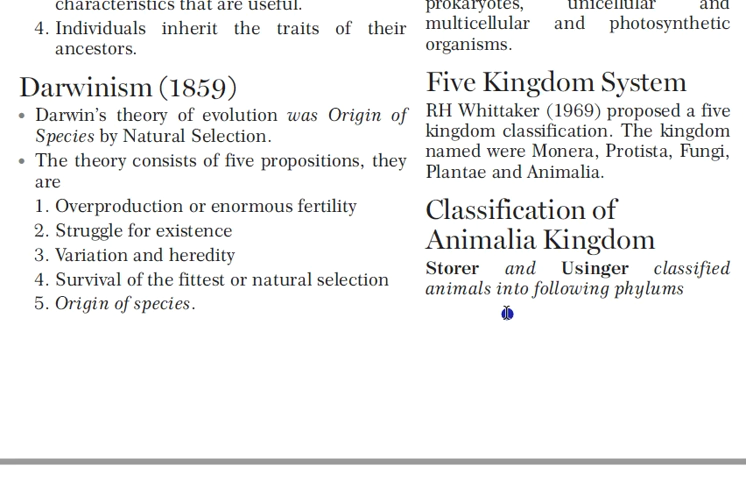 characteristics that are useful.
4. Individuals inherit the traits of their
ancestors.
Darwinism (1859)
• Darwin's theory of evolution was Origin of
Species by Natural Selection.
• The theory consists of five propositions, they
are
1. Overproduction or enormous fertility
2. Struggle for existence
3. Variation and heredity
4. Survival of the fittest or natural selection
5. Origin of species.
prokaryotes, unicellular and
multicellular and photosynthetic
organisms.
Five Kingdom System
RH Whittaker (1969) proposed a five
kingdom classification. The kingdom
named were Monera, Protista, Fungi,
Plantae and Animalia.
Classification of
Animalia Kingdom
Storer and Usinger classified
animals into following phylums